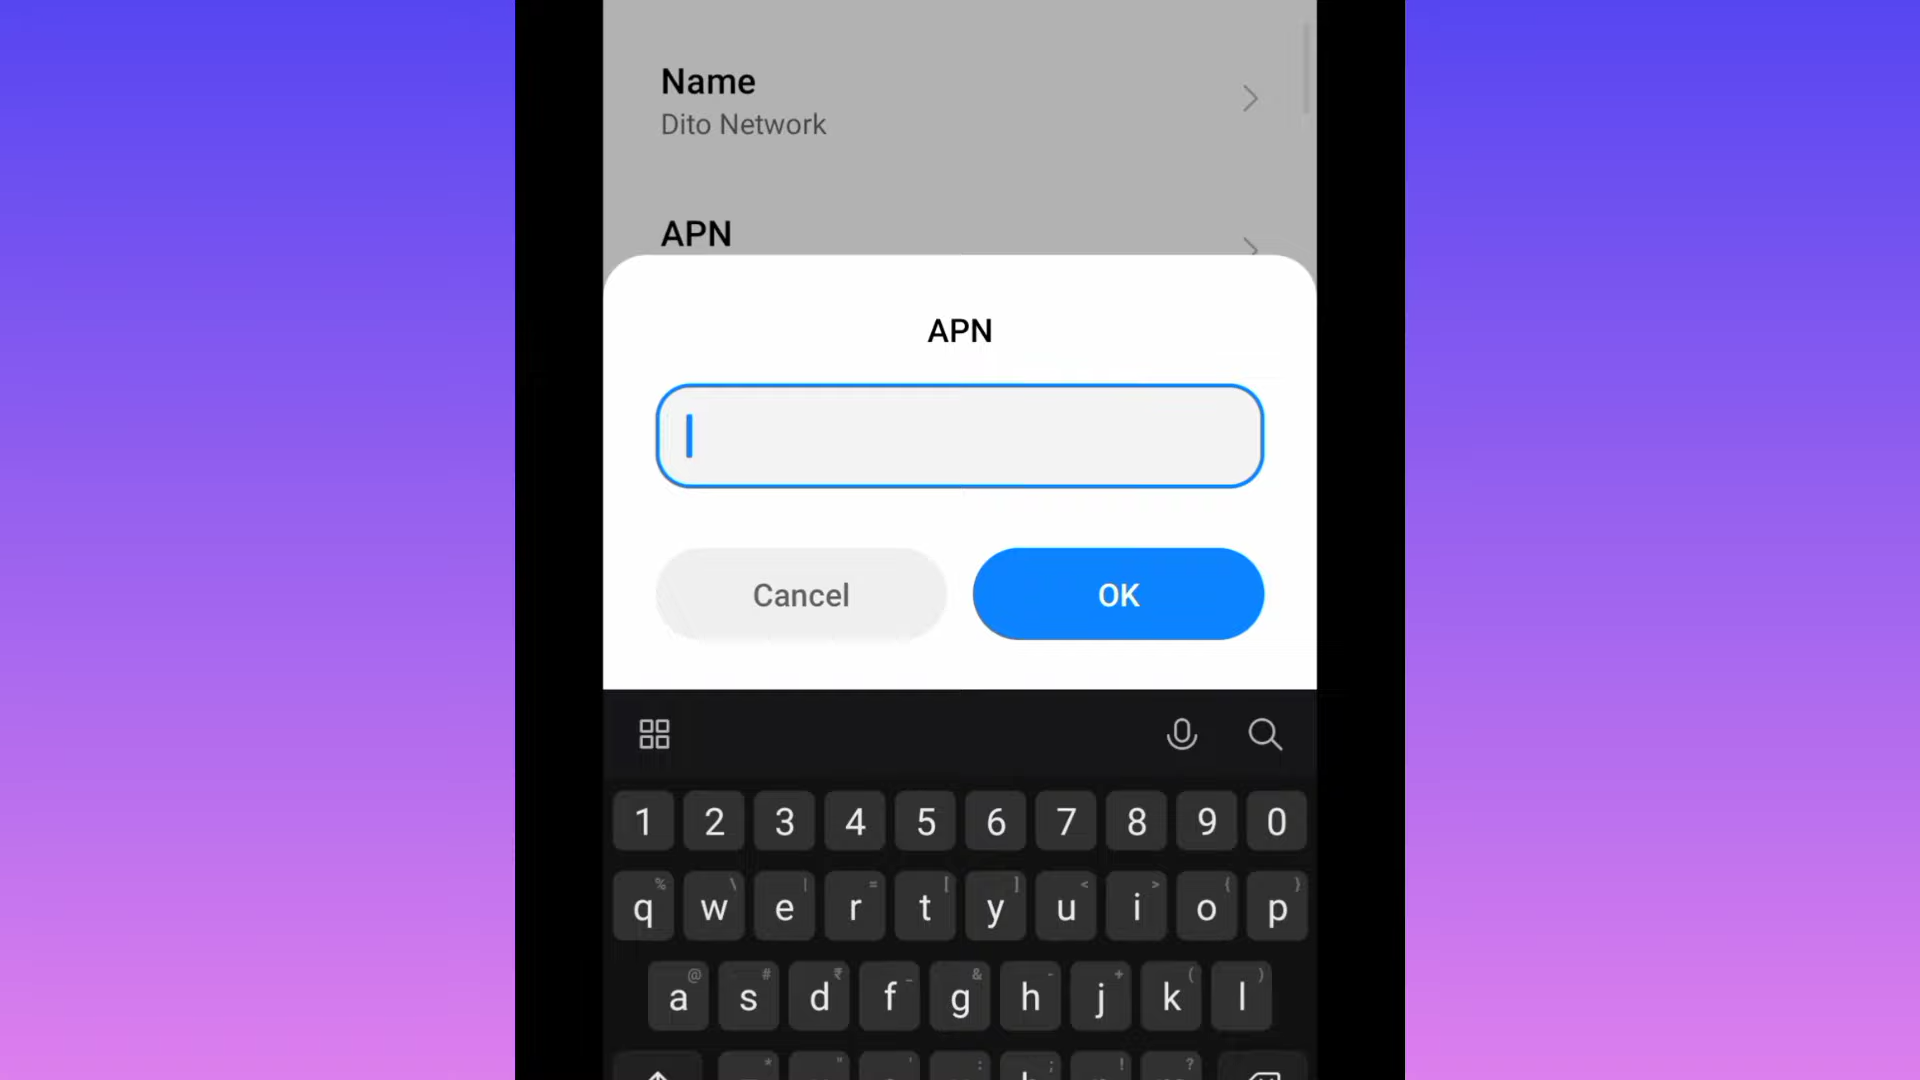 Name
Dito Network
APN
APN
Cancel
OK
1 2 3 4 5 6 7 8 9 0
% \ | = [ ] < > { }
q w e r t y u i o p
@ # ₹ _ & - + ( )
a s d f g h j k l
* " ' : ; ! ?